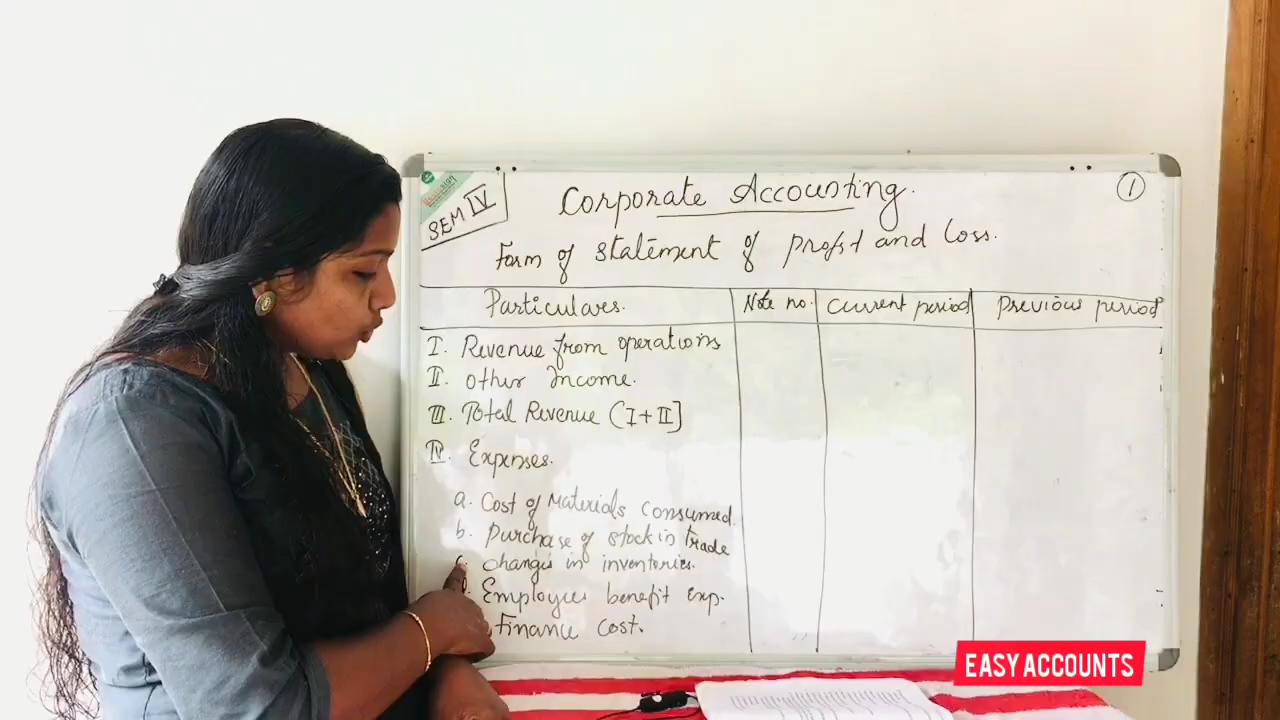 SEM IV
Corporate Accounting.
1
Form of statement of profit and Loss.
Particulars. Note no. Current period Previous period
I. Revenue from operations
II. Other Income.
III. Total Revenue (I+II]
IV. Expenses.
a. Cost of Materials Consumed.
b. Purchase of stock in trade
c. Changes in inventories.
d. Employees benefit exp.
Finance cost.
EASY ACCOUNTS